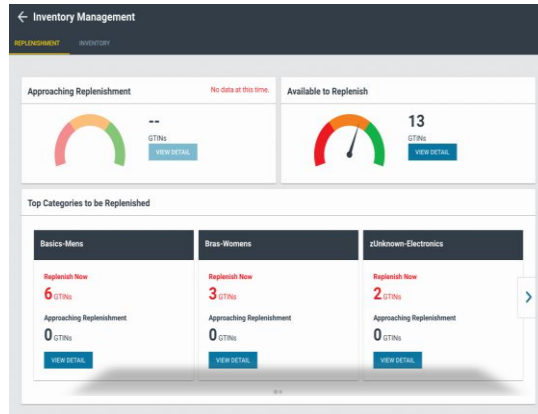 Inventory Management
REPLENISHMENT INVENTORY
Approaching Replenishment No data at this time.
--
GTINs
VIEW DETAIL
Available to Replenish
13
GTINs
VIEW DETAIL
Top Categories to be Replenished
Basics-Mens
Replenish Now
6 GTINs
Approaching Replenishment
0 GTINs
VIEW DETAIL
Bras-Womens
Replenish Now
3 GTINs
Approaching Replenishment
0 GTINs
VIEW DETAIL
zUnknown-Electronics
Replenish Now
2 GTINs
Approaching Replenishment
0 GTINs
VIEW DETAIL